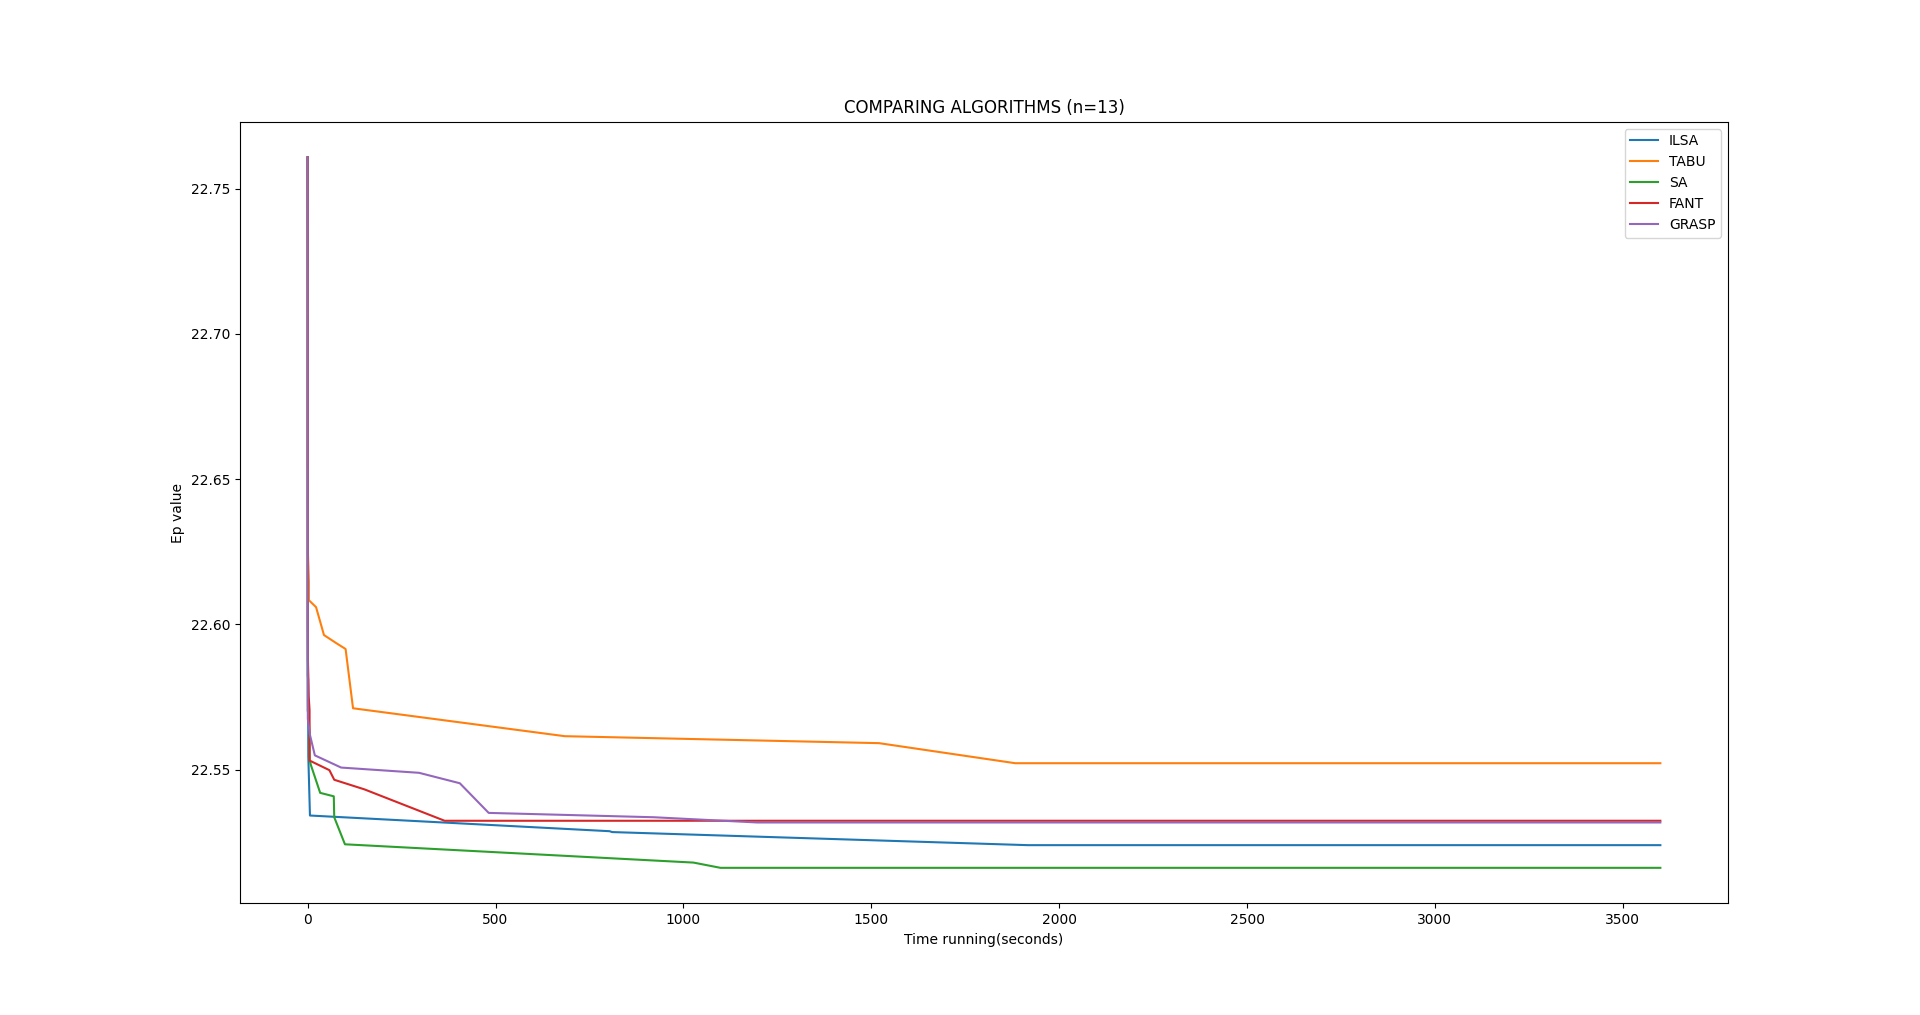 COMPARING ALGORITHMS (n=13)
ILSA
TABU
SA
FANT
GRASP
22.75
22.70
22.65
22.60
22.55
Ep value
0
500
1000
1500
2000
2500
3000
3500
Time running(seconds)